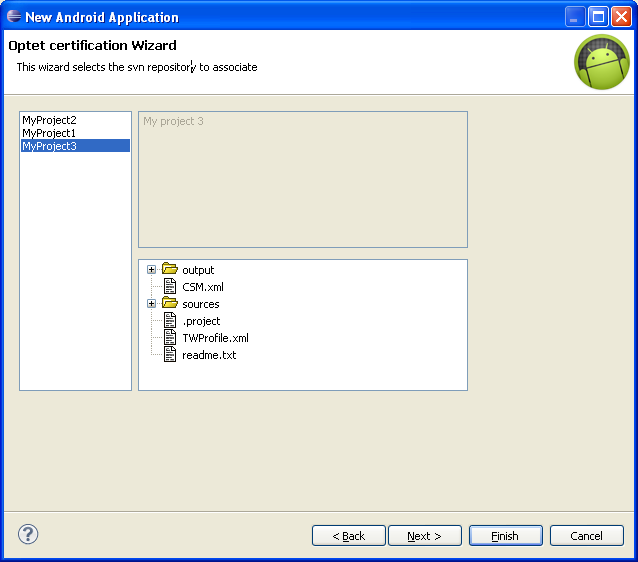 New Android Application
Optet certification Wizard
This wizard selects the svn repository to associate
MyProject2
MyProject1
MyProject3
My project 3
output
CSM.xml
sources
.project
TWProfile.xml
readme.txt
?
< Back
Next >
Finish
Cancel